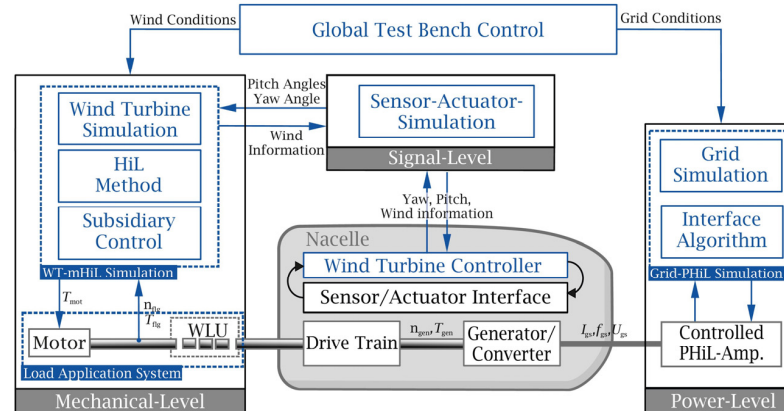 Global Test Bench Control
Wind Conditions
Grid Conditions
Wind Turbine
Simulation
HiL
Method
Subsidiary
Control
WT-mHiL Simulation
Pitch Angles
Yaw Angle
Wind
Information
Sensor-Actuator-
Simulation
Signal-Level
Yaw, Pitch,
Wind information
Grid
Simulation
Interface
Algorithm
Grid-PHiL Simulation
Nacelle
Wind Turbine Controller
Sensor/Actuator Interface
T_mot
n_flg
T_flg
WLU
Motor
Load Application System
Mechanical-Level
Drive Train
n_gen, T_gen
Generator/
Converter
I_gs, f_gs, U_gs
Controlled
PHiL-Amp.
Power-Level